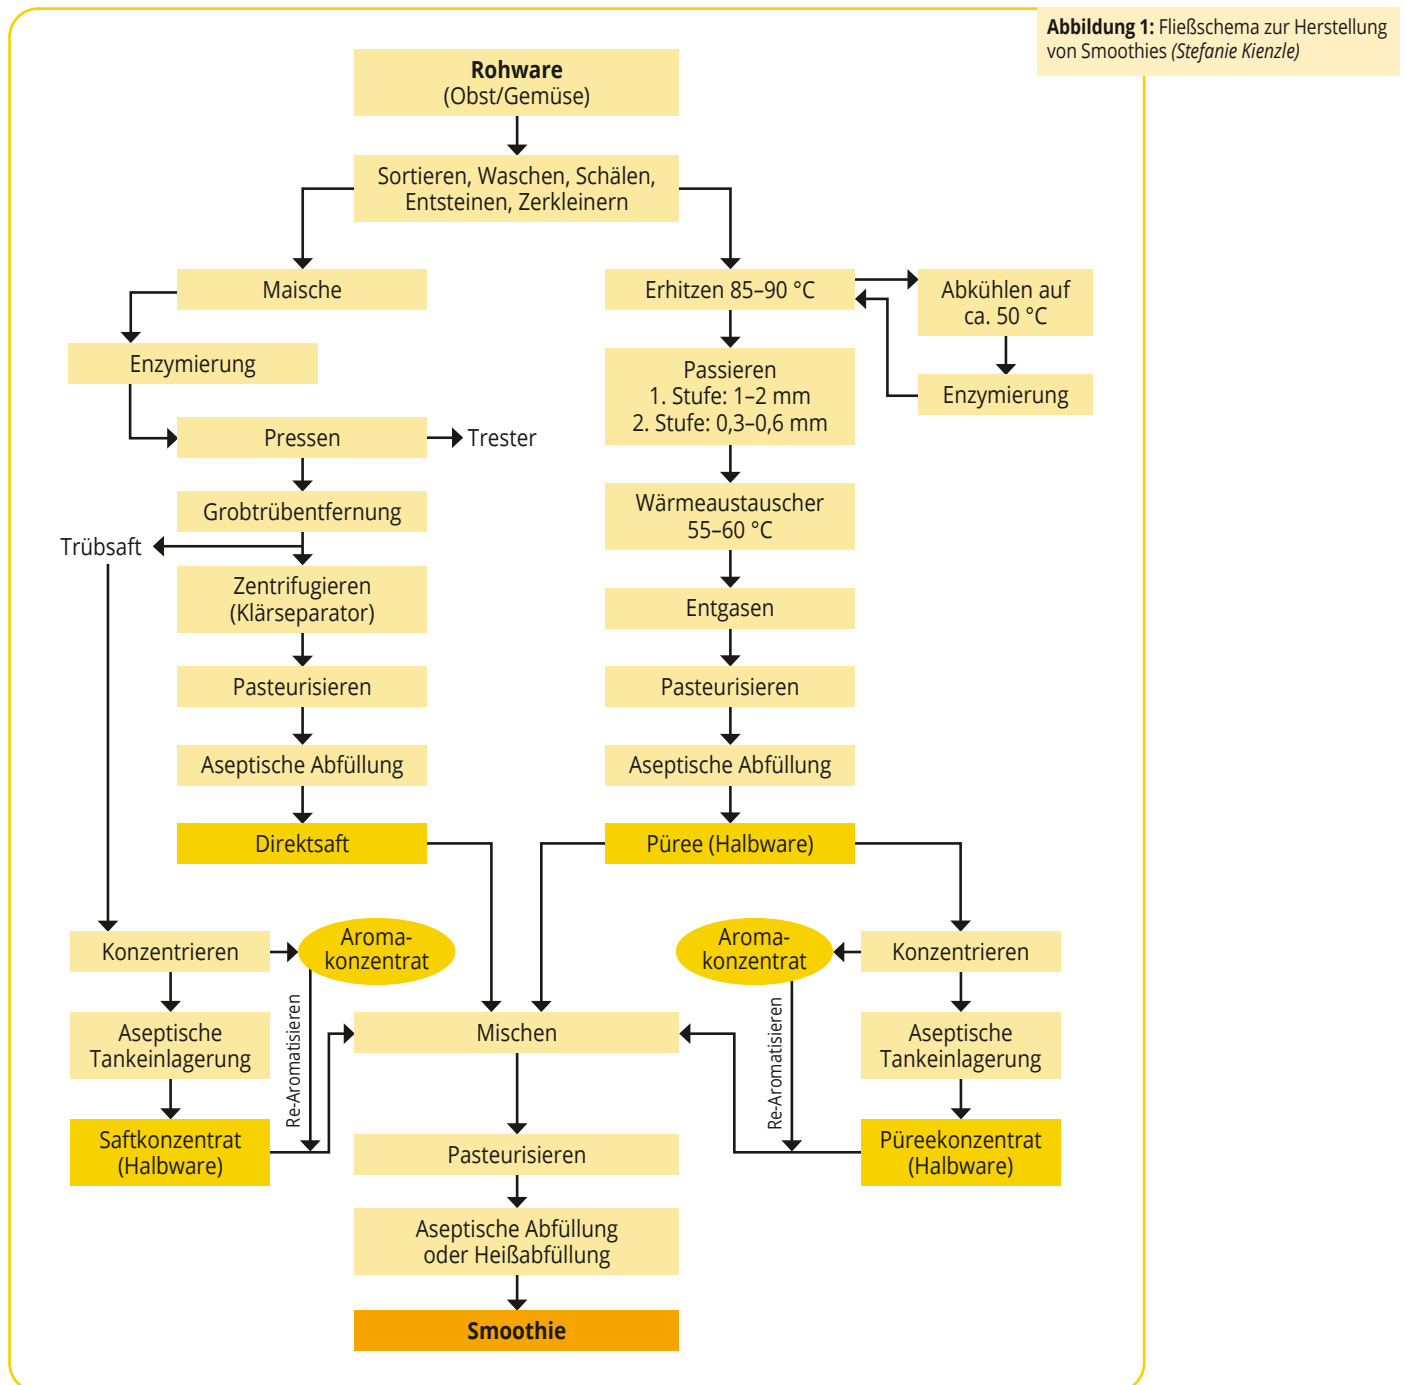 Abbildung 1: Fließschema zur Herstellung
von Smoothies (Stefanie Kienzle)
Rohware
(Obst/Gemüse)
Sortieren, Waschen, Schälen,
Entsteinen, Zerkleinern
Maische
Enzymierung
Pressen
Trester
Grobtrübentfernung
Trübsaft
Zentrifugieren
(Klärseparator)
Pasteurisieren
Aseptische Abfüllung
Direktsaft
Erhitzen 85–90 °C
Abkühlen auf
ca. 50 °C
Enzymierung
Passieren
1. Stufe: 1–2 mm
2. Stufe: 0,3–0,6 mm
Wärmeaustauscher
55–60 °C
Entgasen
Pasteurisieren
Aseptische Abfüllung
Püree (Halbware)
Konzentrieren
Aroma-
konzentrat
Re-Aromatisieren
Aseptische
Tankeinlagerung
Saftkonzentrat
(Halbware)
Aroma-
konzentrat
Re-Aromatisieren
Konzentrieren
Aseptische
Tankeinlagerung
Püreekonzentrat
(Halbware)
Mischen
Pasteurisieren
Aseptische Abfüllung
oder Heißabfüllung
Smoothie